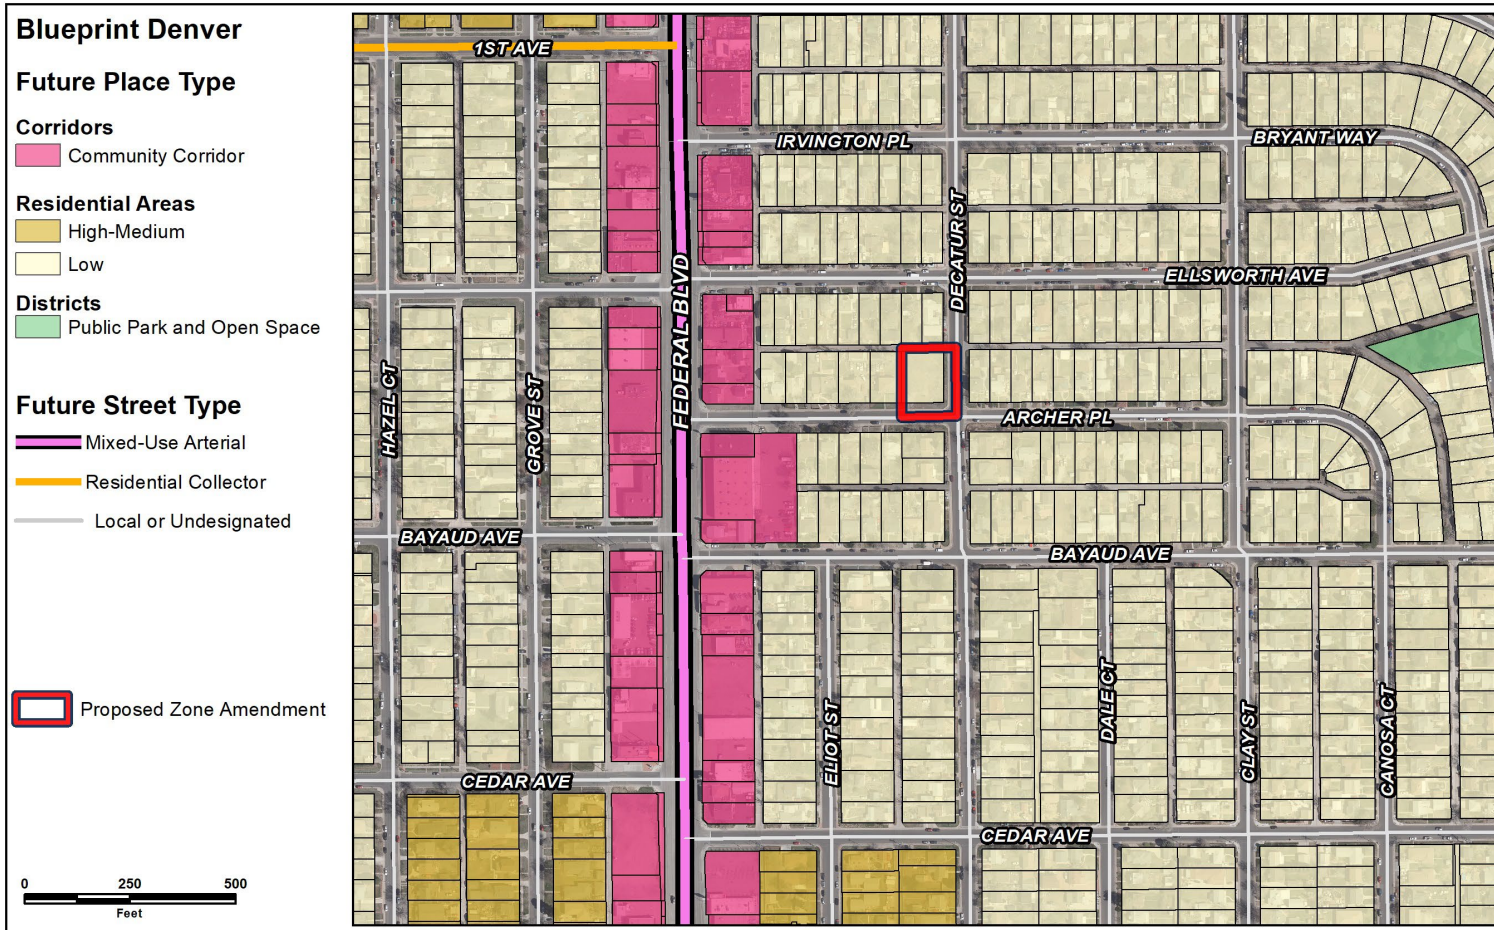 Blueprint Denver
Future Place Type
Corridors
Community Corridor
Residential Areas
High-Medium
Low
Districts
Public Park and Open Space
Future Street Type
Mixed-Use Arterial
Residential Collector
Local or Undesignated
Proposed Zone Amendment
0 250 500
Feet
1ST AVE
IRVINGTON PL
BRYANT WAY
DECATUR ST
ELLSWORTH AVE
FEDERAL BLVD
HAZEL CT
GROVE ST
ARCHER PL
BAYAUD AVE
BAYAUD AVE
ELIOT ST
DALE CT
CLAY ST
CANOSA CT
CEDAR AVE
CEDAR AVE